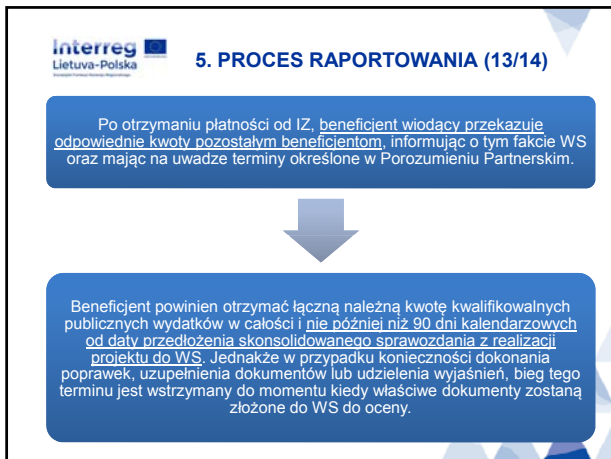 Interreg
Lietuva-Polska
Europejski Fundusz Rozwoju Regionalnego
5. PROCES RAPORTOWANIA (13/14)
Po otrzymaniu płatności od IZ, beneficjent wiodący przekazuje
odpowiednie kwoty pozostałym beneficjentom, informując o tym fakcie WS
oraz mając na uwadze terminy określone w Porozumieniu Partnerskim.
Beneficjent powinien otrzymać łączną należną kwotę kwalifikowalnych
publicznych wydatków w całości i nie później niż 90 dni kalendarzowych
od daty przedłożenia skonsolidowanego sprawozdania z realizacji
projektu do WS. Jednakże w przypadku konieczności dokonania
poprawek, uzupełnienia dokumentów lub udzielenia wyjaśnień, bieg tego
terminu jest wstrzymany do momentu kiedy właściwe dokumenty zostaną
złożone do WS do oceny.